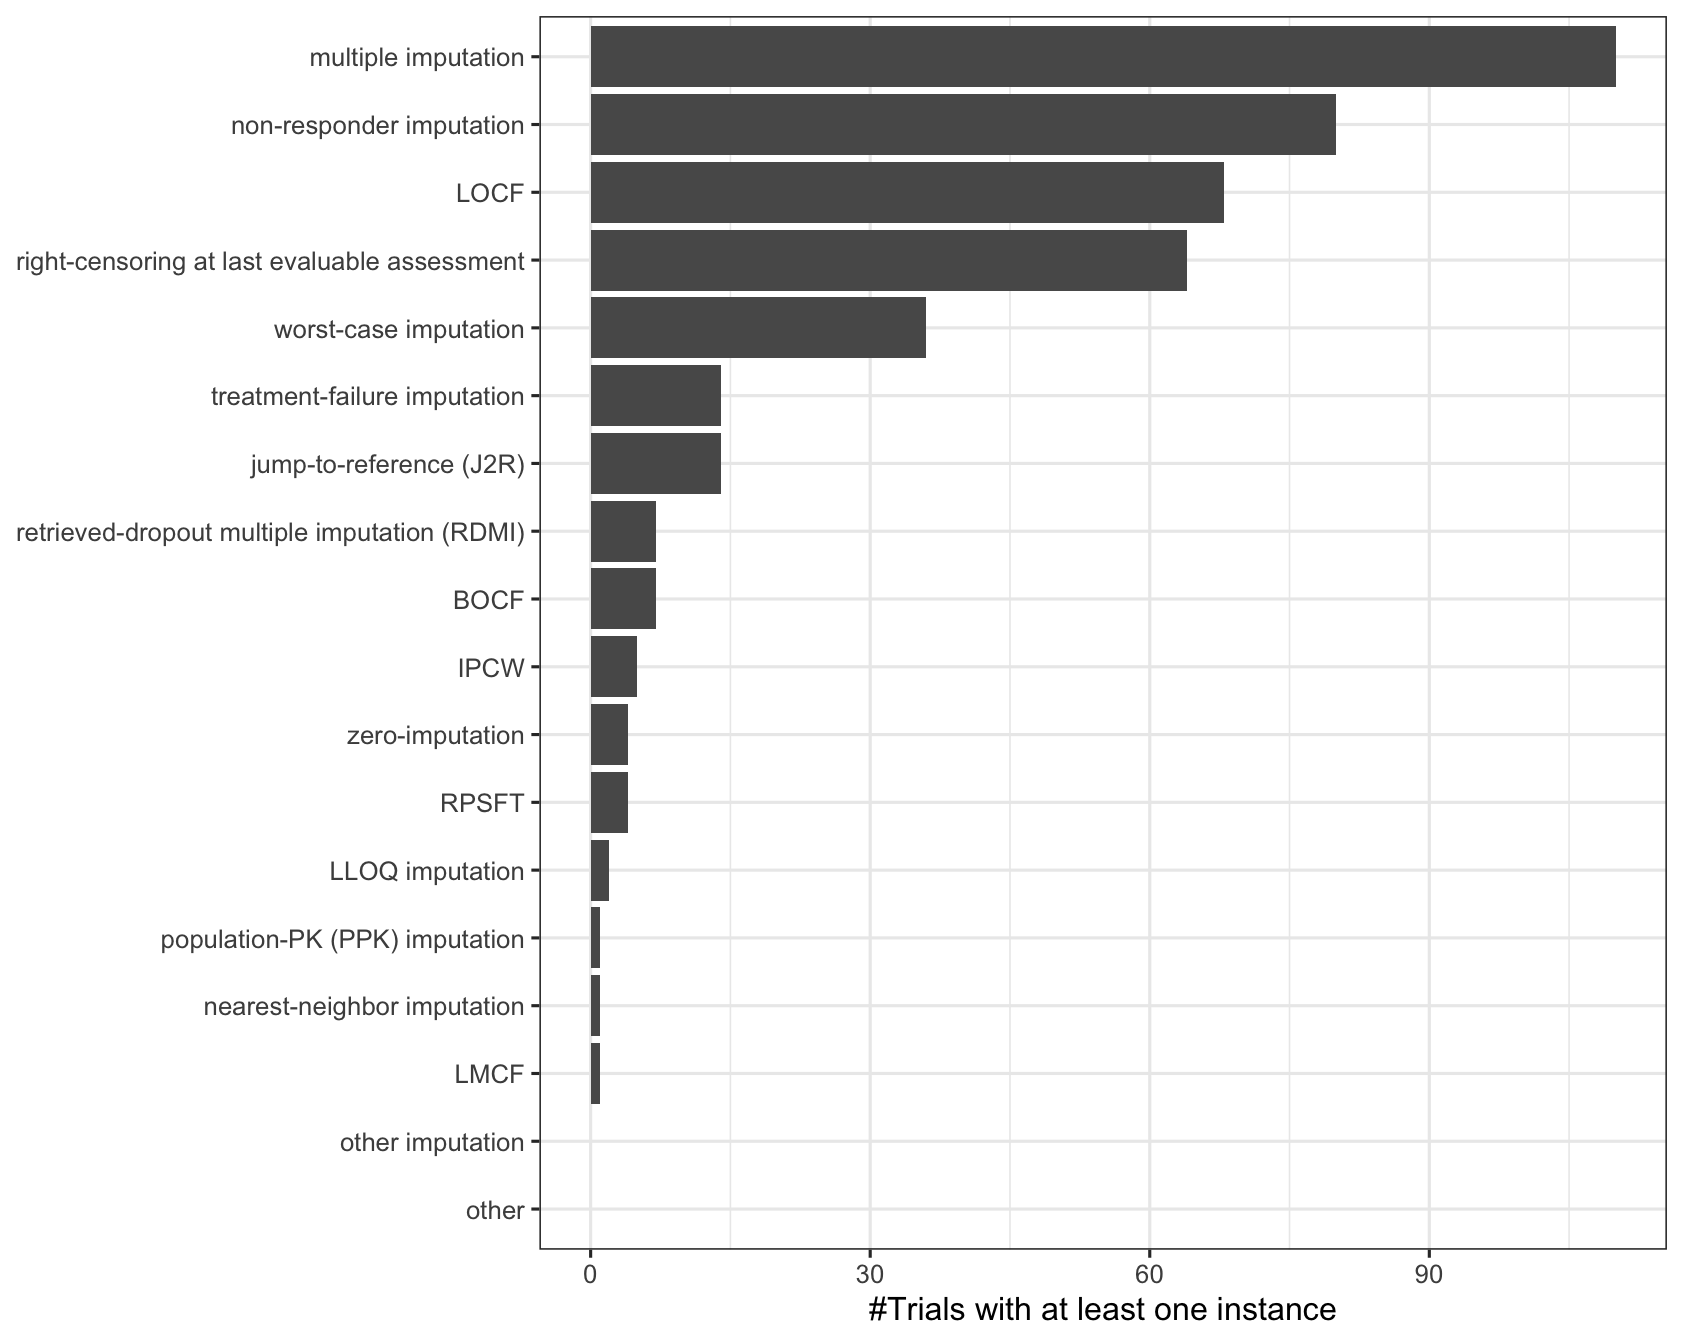 multiple imputation
non-responder imputation
LOCF
right-censoring at last evaluable assessment
worst-case imputation
treatment-failure imputation
jump-to-reference (J2R)
retrieved-dropout multiple imputation (RDMI)
BOCF
IPCW
zero-imputation
RPSFT
LLOQ imputation
population-PK (PPK) imputation
nearest-neighbor imputation
LMCF
other imputation
other
0 30 60 90
#Trials with at least one instance